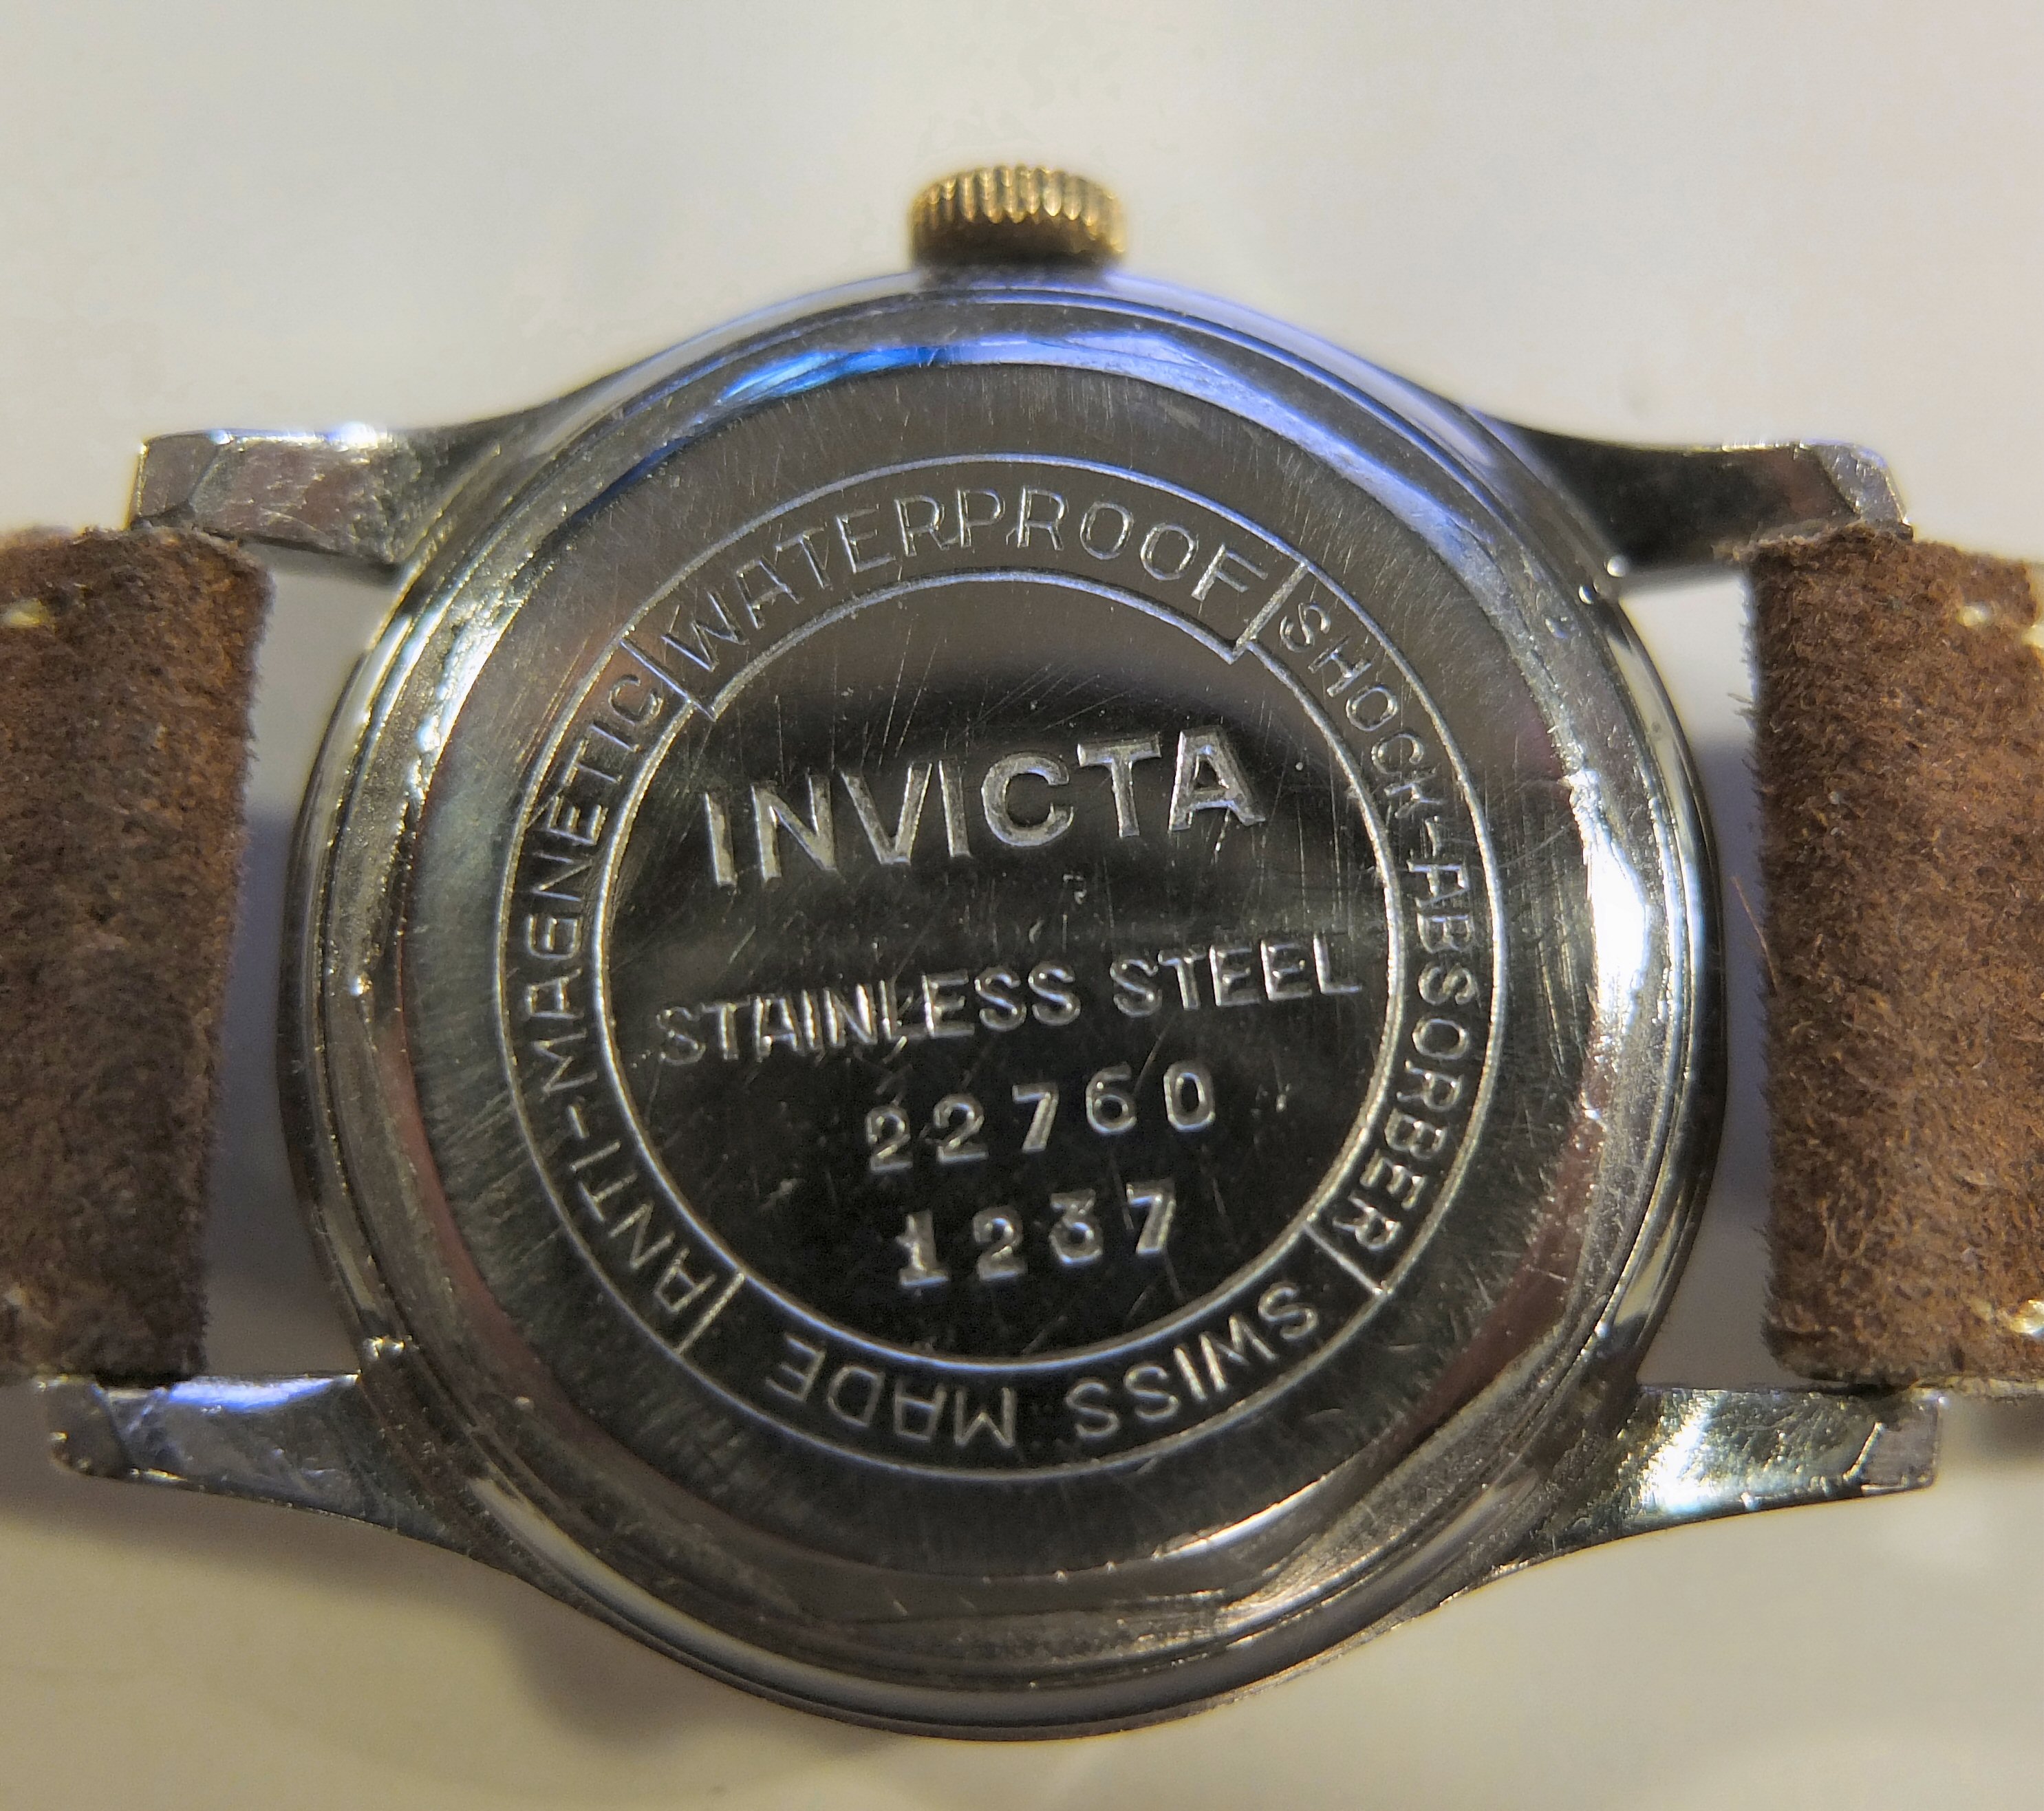 WATERPROOF
SHOCK-ABSORBER
SWISS MADE
ANTI-MAGNETIC
INVICTA
STAINLESS STEEL
22760
1237